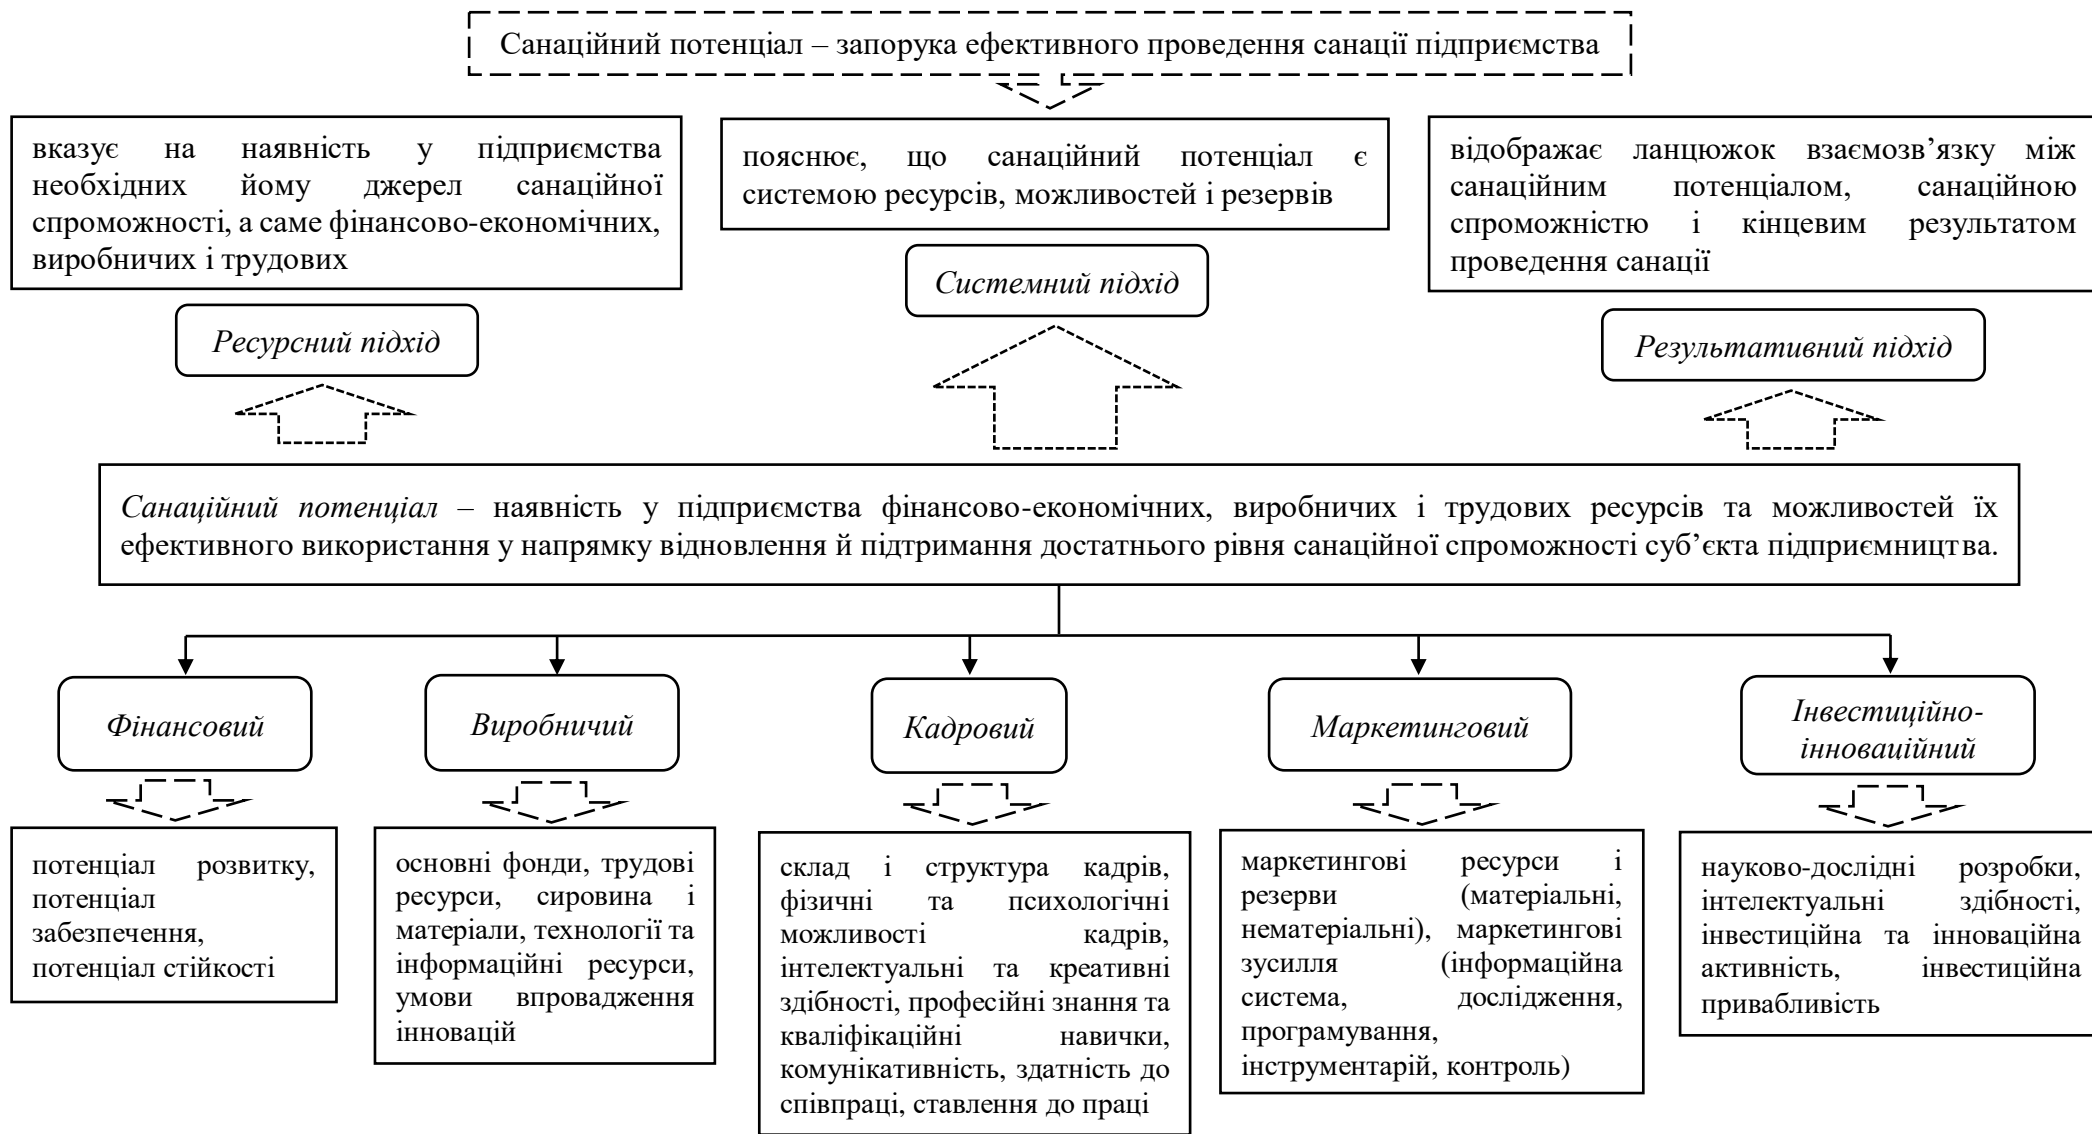 Санаційний потенціал – запорука ефективного проведення санації підприємства
вказує на наявність у підприємства
необхідних йому джерел санаційної
спроможності, а саме фінансово-економічних,
виробничих і трудових
пояснює, що санаційний потенціал є
системою ресурсів, можливостей і резервів
відображає ланцюжок взаємозв’язку між
санаційним потенціалом, санаційною
спроможністю і кінцевим результатом
проведення санації
Ресурсний підхід
Системний підхід
Результативний підхід
Санаційний потенціал – наявність у підприємства фінансово-економічних, виробничих і трудових ресурсів та можливостей їх
ефективного використання у напрямку відновлення й підтримання достатнього рівня санаційної спроможності суб’єкта підприємництва.
Фінансовий
Виробничий
Кадровий
Маркетинговий
Інвестиційно-
інноваційний
потенціал розвитку,
потенціал
забезпечення,
потенціал стійкості
основні фонди, трудові
ресурси, сировина і
матеріали, технології та
інформаційні ресурси,
умови впровадження
інновацій
склад і структура кадрів,
фізичні та психологічні
можливості кадрів,
інтелектуальні та креативні
здібності, професійні знання та
кваліфікаційні навички,
комунікативність, здатність до
співпраці, ставлення до праці
маркетингові ресурси і
резерви (матеріальні,
нематеріальні), маркетингові
зусилля (інформаційна
система, дослідження,
програмування,
інструментарій, контроль)
науково-дослідні розробки,
інтелектуальні здібності,
інвестиційна та інноваційна
активність, інвестиційна
привабливість